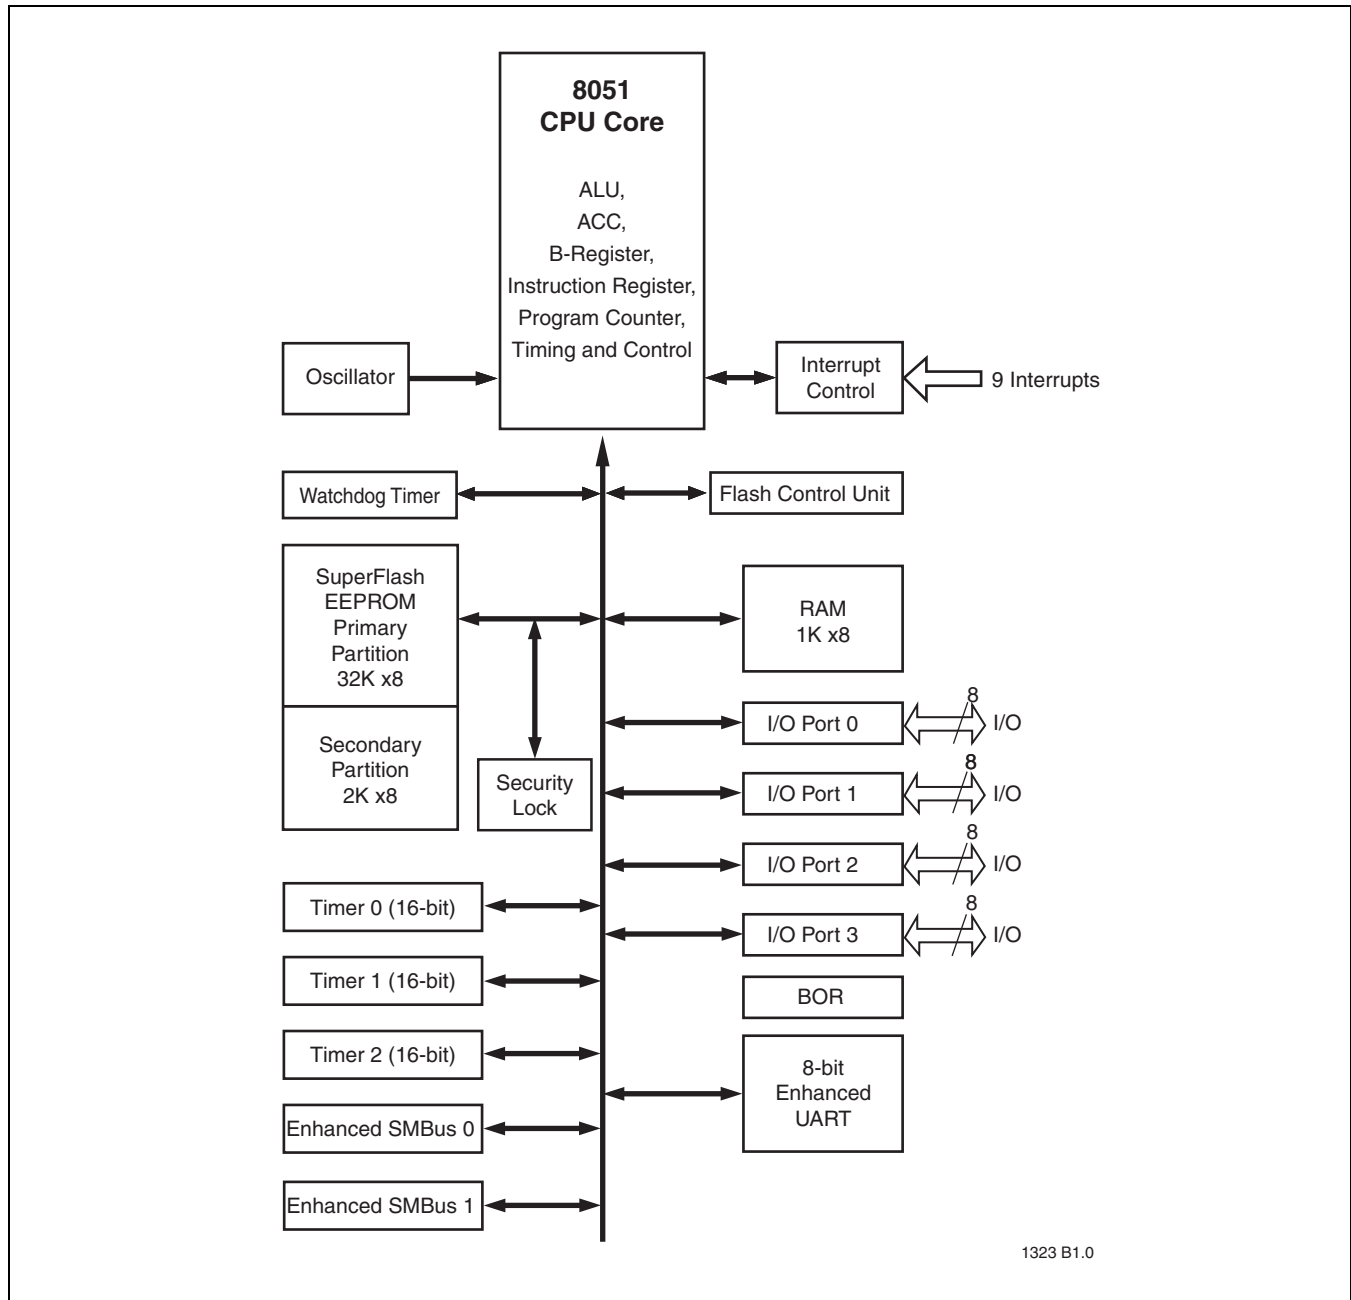 8051
CPU Core
ALU,
ACC,
B-Register,
Instruction Register,
Program Counter,
Timing and Control
Oscillator
Interrupt
Control
9 Interrupts
Watchdog Timer
Flash Control Unit
SuperFlash
EEPROM
Primary
Partition
32K x8
RAM
1K x8
Secondary
Partition
2K x8
Security
Lock
8
I/O Port 0
I/O
8
I/O Port 1
I/O
8
I/O Port 2
I/O
8
I/O Port 3
I/O
Timer 0 (16-bit)
Timer 1 (16-bit)
BOR
Timer 2 (16-bit)
8-bit
Enhanced
UART
Enhanced SMBus 0
Enhanced SMBus 1
1323 B1.0